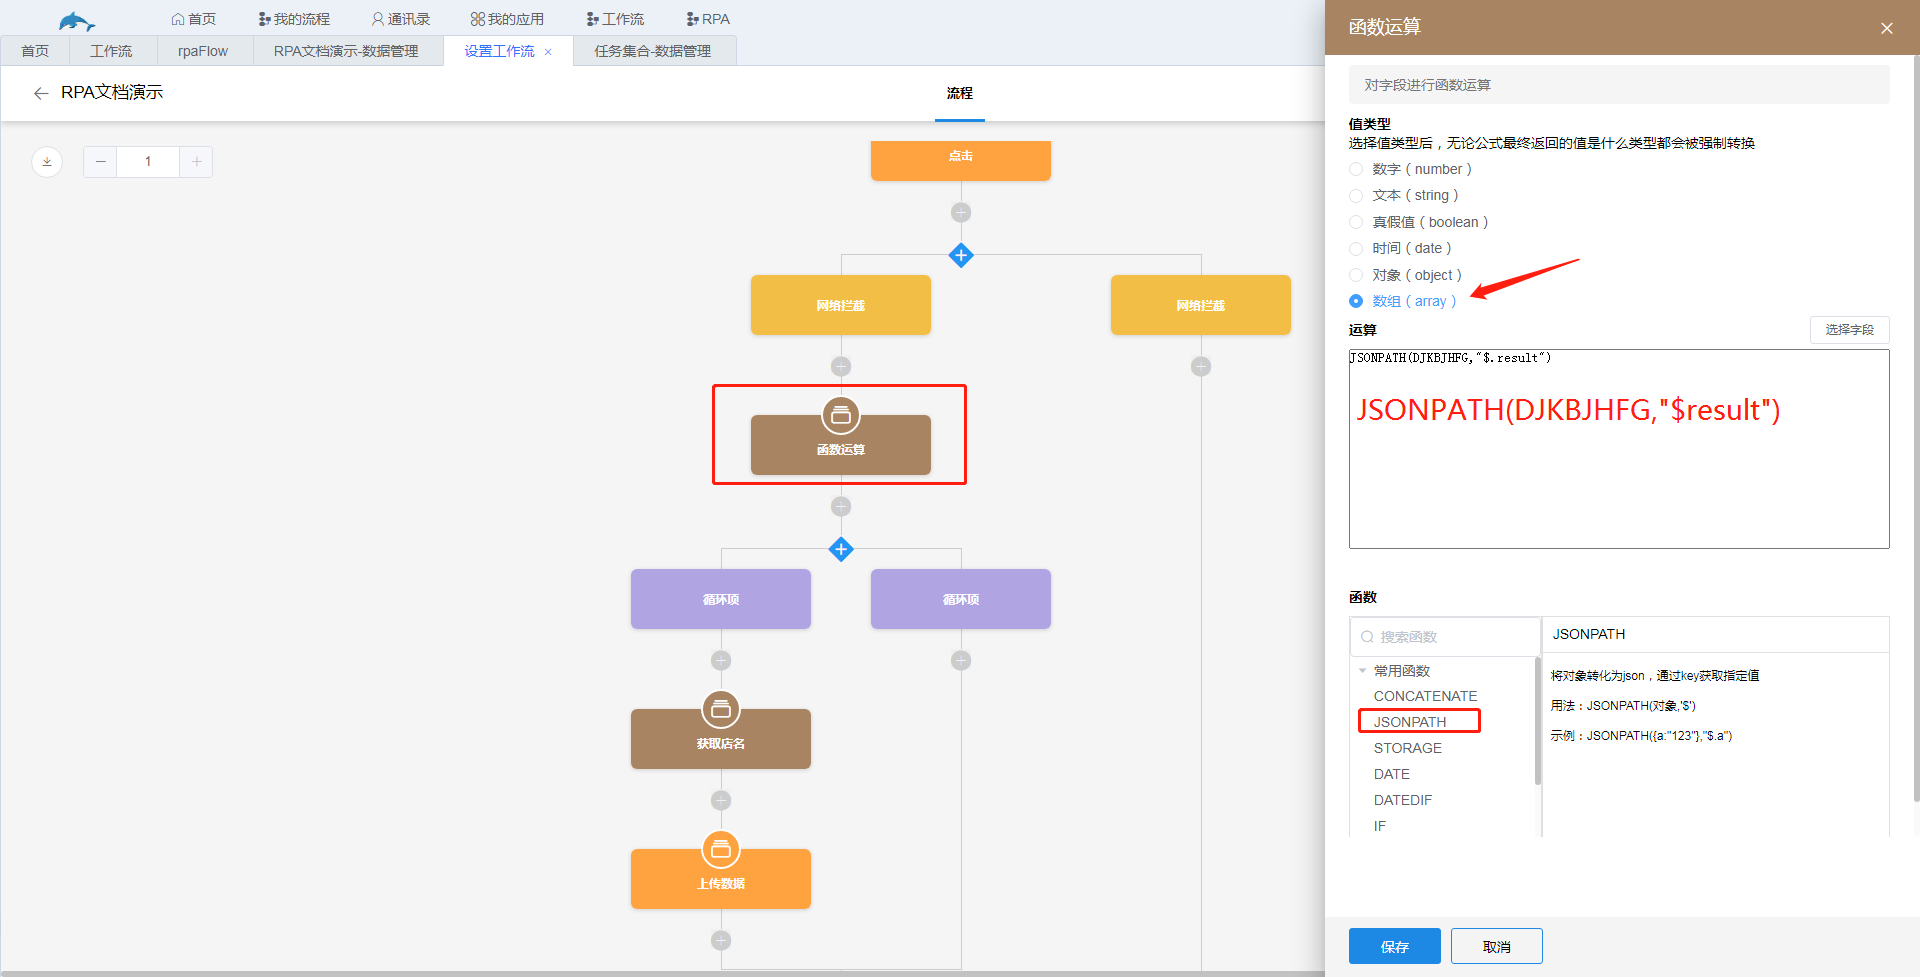 首页
我的流程
通讯录
我的应用
工作流
RPA
首页
工作流
rpaFlow
RPA文档演示-数据管理
设置工作流 ×
任务集合-数据管理
RPA文档演示
流程
1
点击
网络拦截
网络拦截
函数运算
循环项
循环项
获取店名
上传数据
函数运算
对字段进行函数运算
值类型
选择值类型后，无论公式最终返回的值是什么类型都会被强制转换
数字（number）
文本（string）
真假值（boolean）
时间（date）
对象（object）
数组（array）
运算
选择字段
JSONPATH(DJKBJHFG,"$.result")
JSONPATH(DJKBJHFG,"$result")
函数
搜索函数
常用函数
CONCATENATE
JSONPATH
STORAGE
DATE
DATEDIF
IF
JSONPATH
将对象转化为json，通过key获取指定值
用法：JSONPATH(对象,'$')
示例：JSONPATH({a:"123"},"$.a")
保存
取消